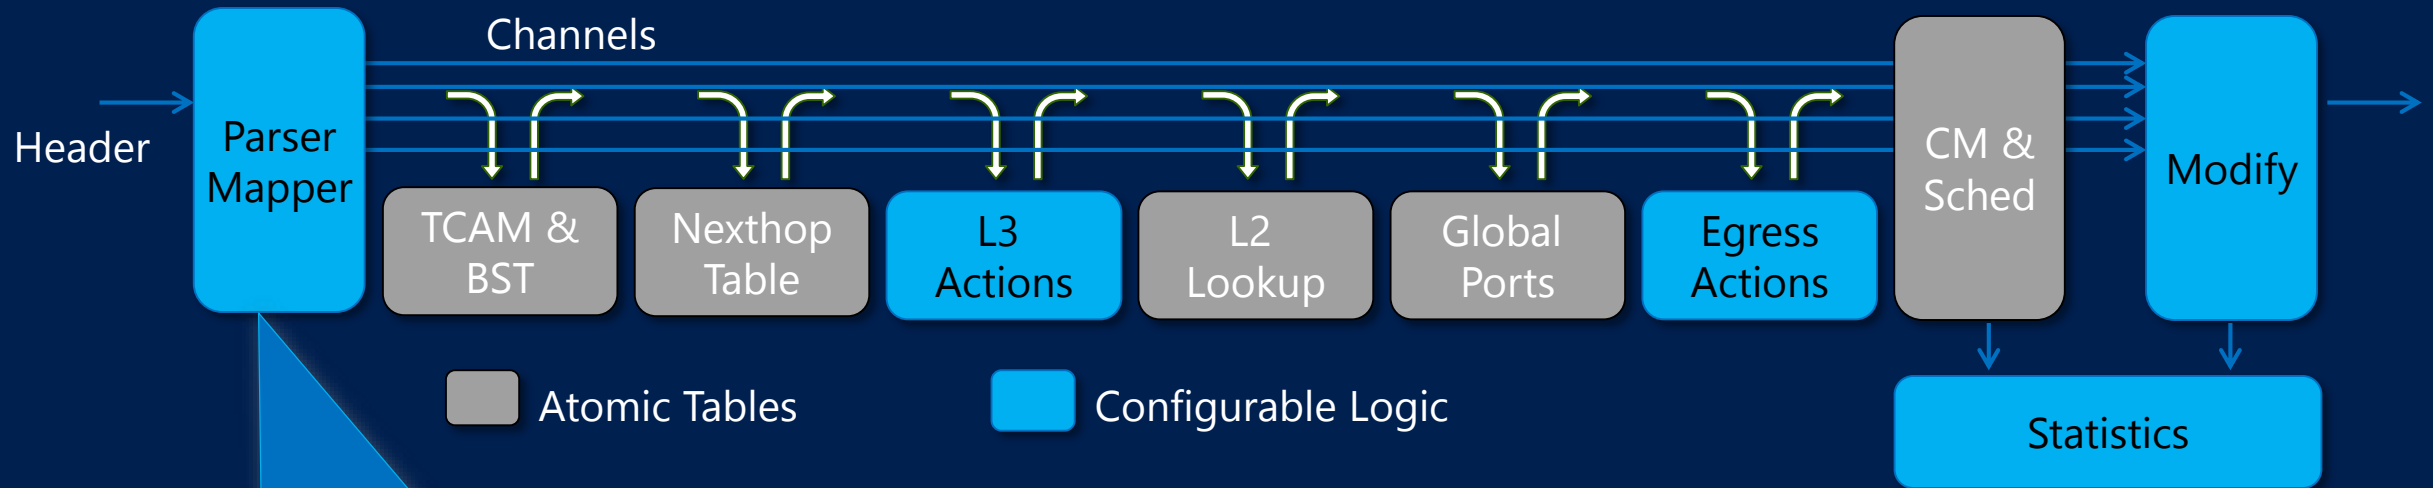 Channels
Header
Parser
Mapper
TCAM &
BST
Nexthop
Table
L3
Actions
L2
Lookup
Global
Ports
Egress
Actions
CM &
Sched
Modify
Atomic Tables
Configurable Logic
Statistics